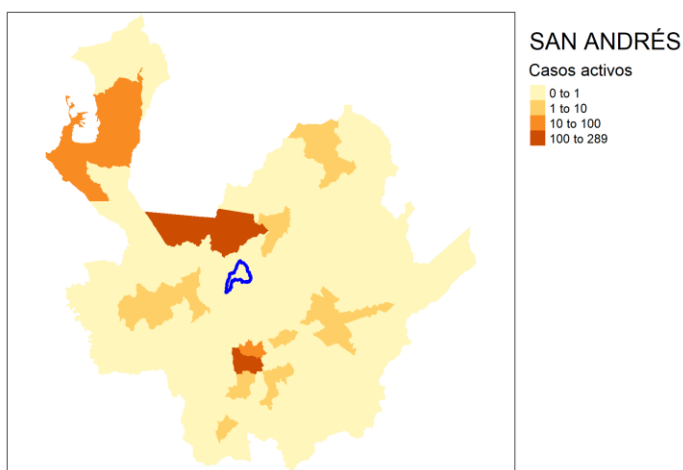 SAN ANDRÉS
Casos activos
0 to 1
1 to 10
10 to 100
100 to 289